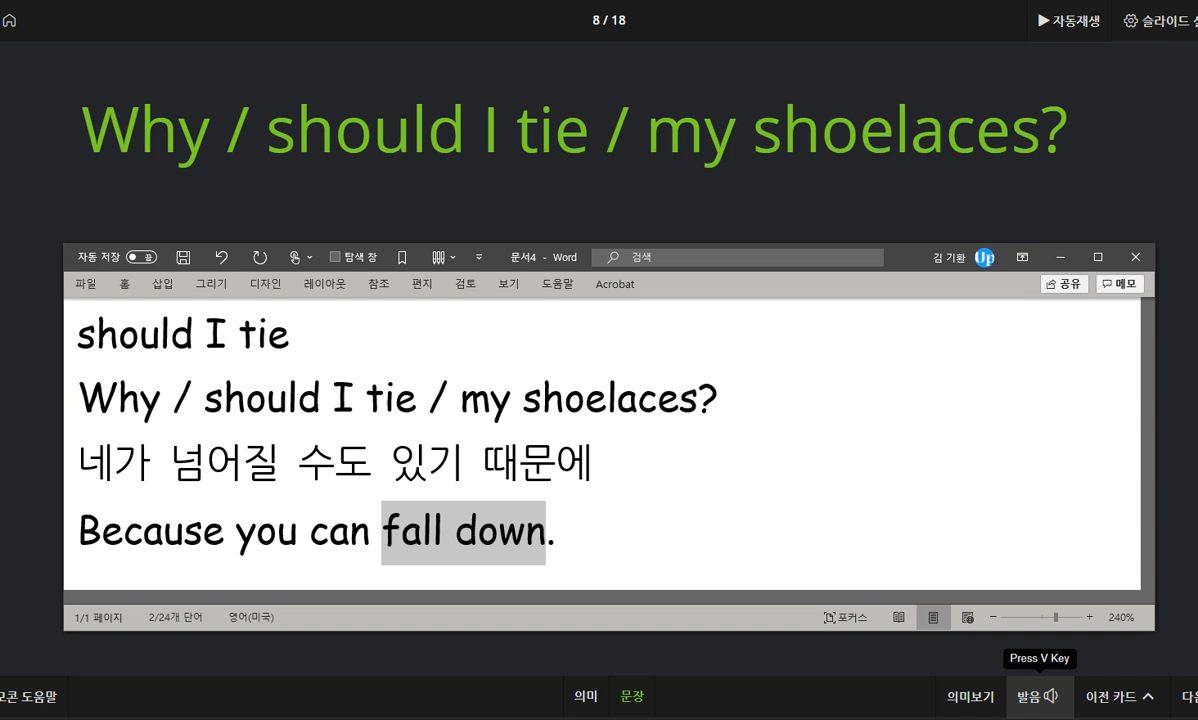 8 / 18
자동재생
슬라이드
Why / should I tie / my shoelaces?
자동 저장 끔 탐색 창 문서4 - Word 검색 김 기환 Up
파일 홈 삽입 그리기 디자인 레이아웃 참조 편지 검토 보기 도움말 Acrobat 공유 메모
should I tie
Why / should I tie / my shoelaces?
네가 넘어질 수도 있기 때문에
Because you can fall down.
1/1 페이지 2/24개 단어 영어(미국) 포커스 240%
Press V Key
도움말 의미 문장 의미보기 발음 이전 카드